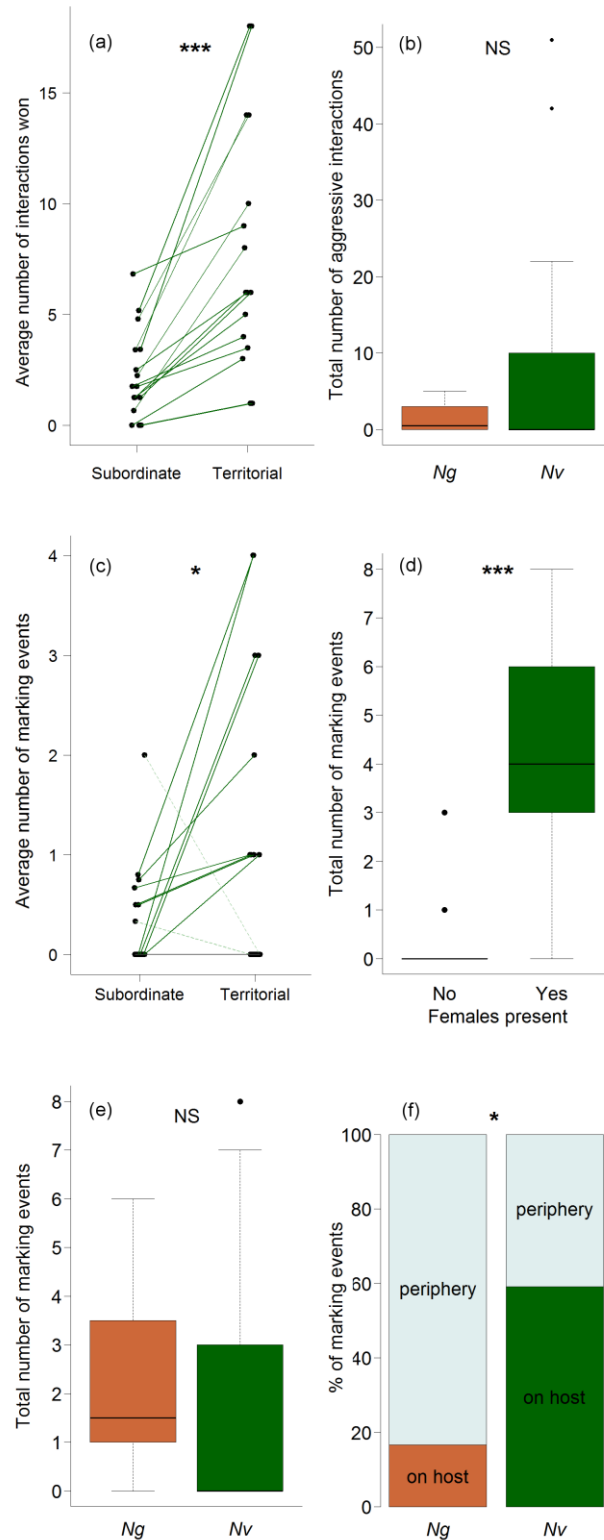 (a)
***
Average number of interactions won
15
10
5
0
Subordinate
Territorial
(b)
NS
Total number of aggressive interactions
50
40
30
20
10
0
Ng
Nv
(c)
*
Average number of marking events
4
3
2
1
0
Subordinate
Territorial
(d)
***
Total number of marking events
8
7
6
5
4
3
2
1
0
No
Yes
Females present
(e)
NS
Total number of marking events
8
7
6
5
4
3
2
1
0
Ng
Nv
(f)
*
% of marking events
100
80
60
40
20
0
periphery
on host
periphery
on host
Ng
Nv